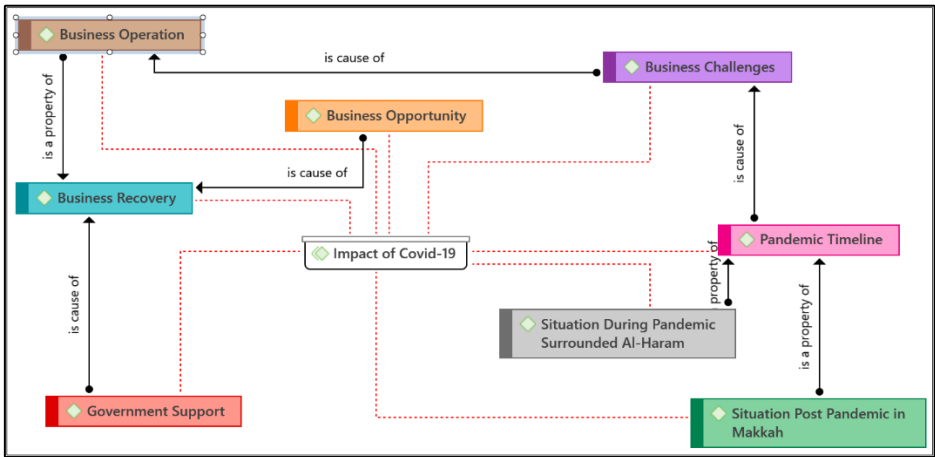 Business Operation
is cause of
Business Challenges
is a property of
Business Opportunity
is cause of
is cause of
Business Recovery
Impact of Covid-19
Pandemic Timeline
property of
is cause of
Situation During Pandemic
Surrounded Al-Haram
is a property of
Government Support
Situation Post Pandemic in
Makkah